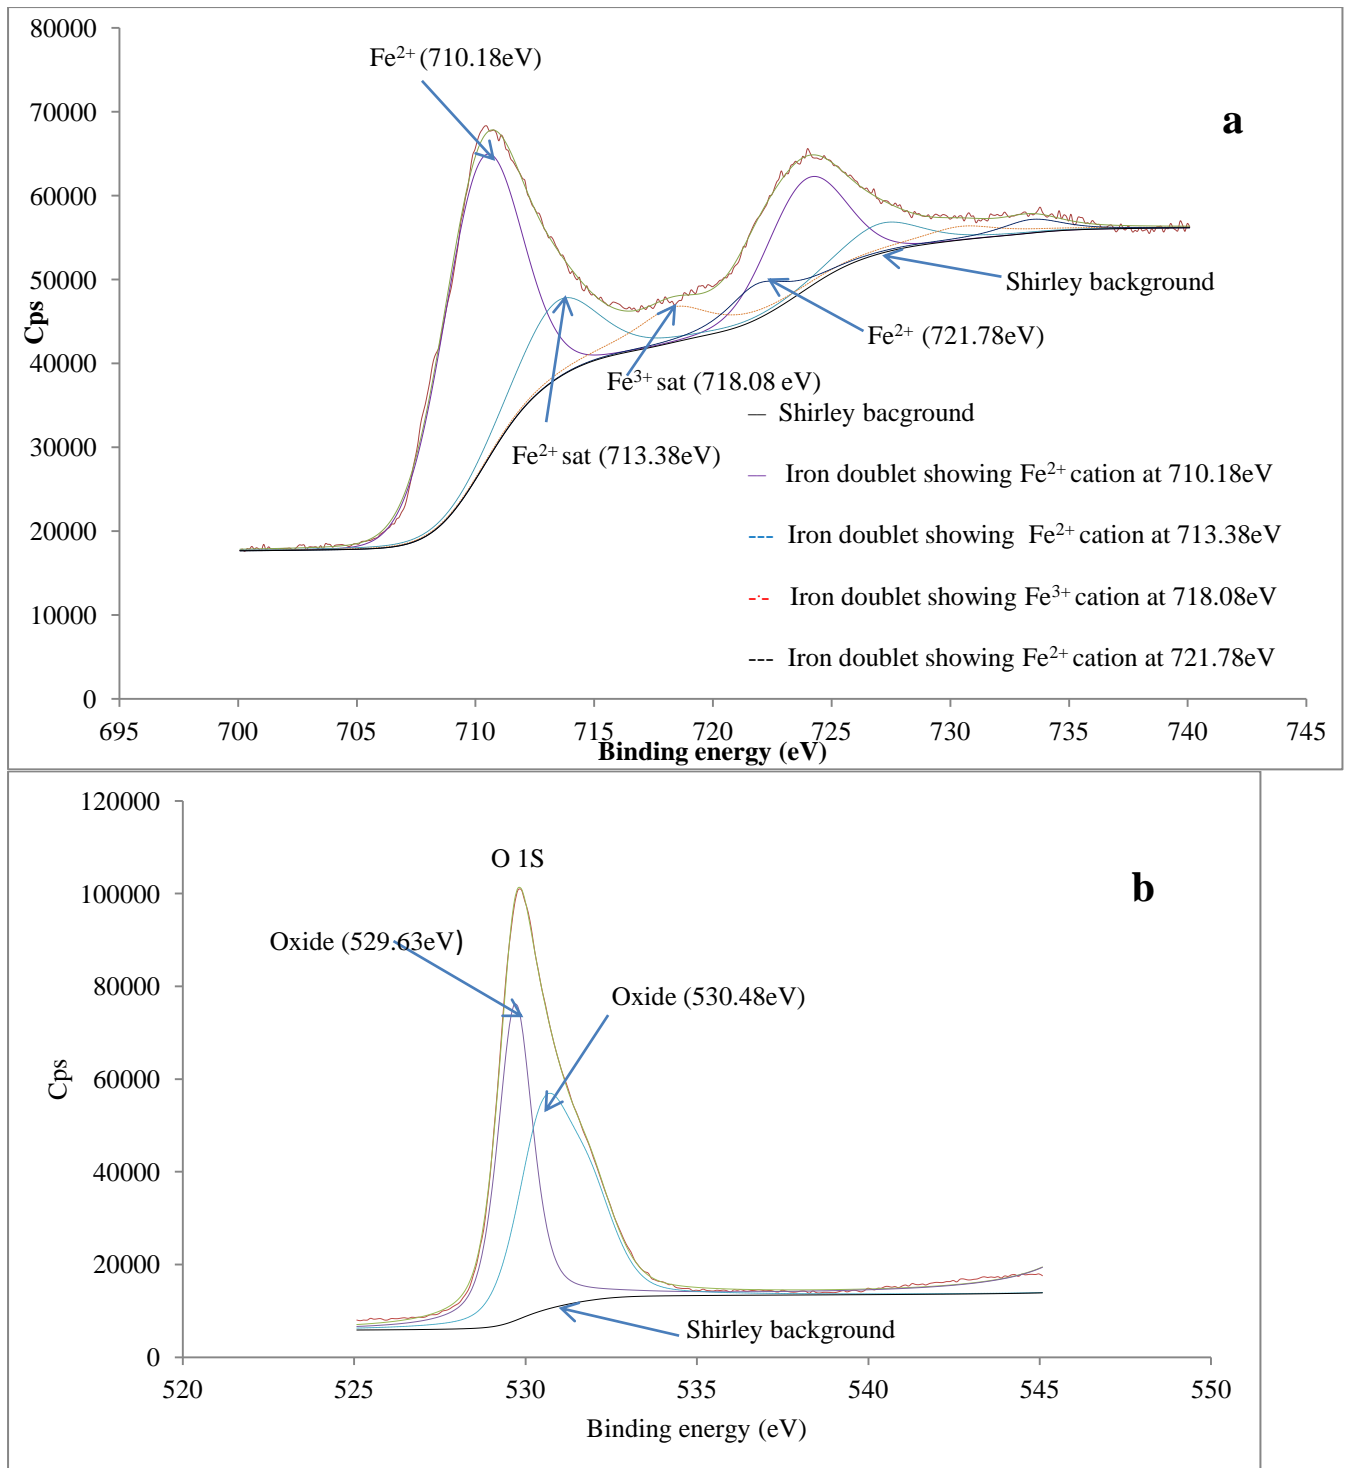 80000
70000
60000
50000
40000
30000
20000
10000
0
Cps
a
Fe²⁺ (710.18eV)
Shirley background
Fe²⁺ (721.78eV)
Fe³⁺ sat (718.08 eV)
Fe²⁺ sat (713.38eV)
Shirley bacground
Iron doublet showing Fe²⁺ cation at 710.18eV
Iron doublet showing Fe²⁺ cation at 713.38eV
Iron doublet showing Fe³⁺ cation at 718.08eV
Iron doublet showing Fe²⁺ cation at 721.78eV
695 700 705 710 715 720 725 730 735 740 745
Binding energy (eV)
120000
100000
80000
60000
40000
20000
0
Cps
b
O 1S
Oxide (529.63eV)
Oxide (530.48eV)
Shirley background
520 525 530 535 540 545 550
Binding energy (eV)